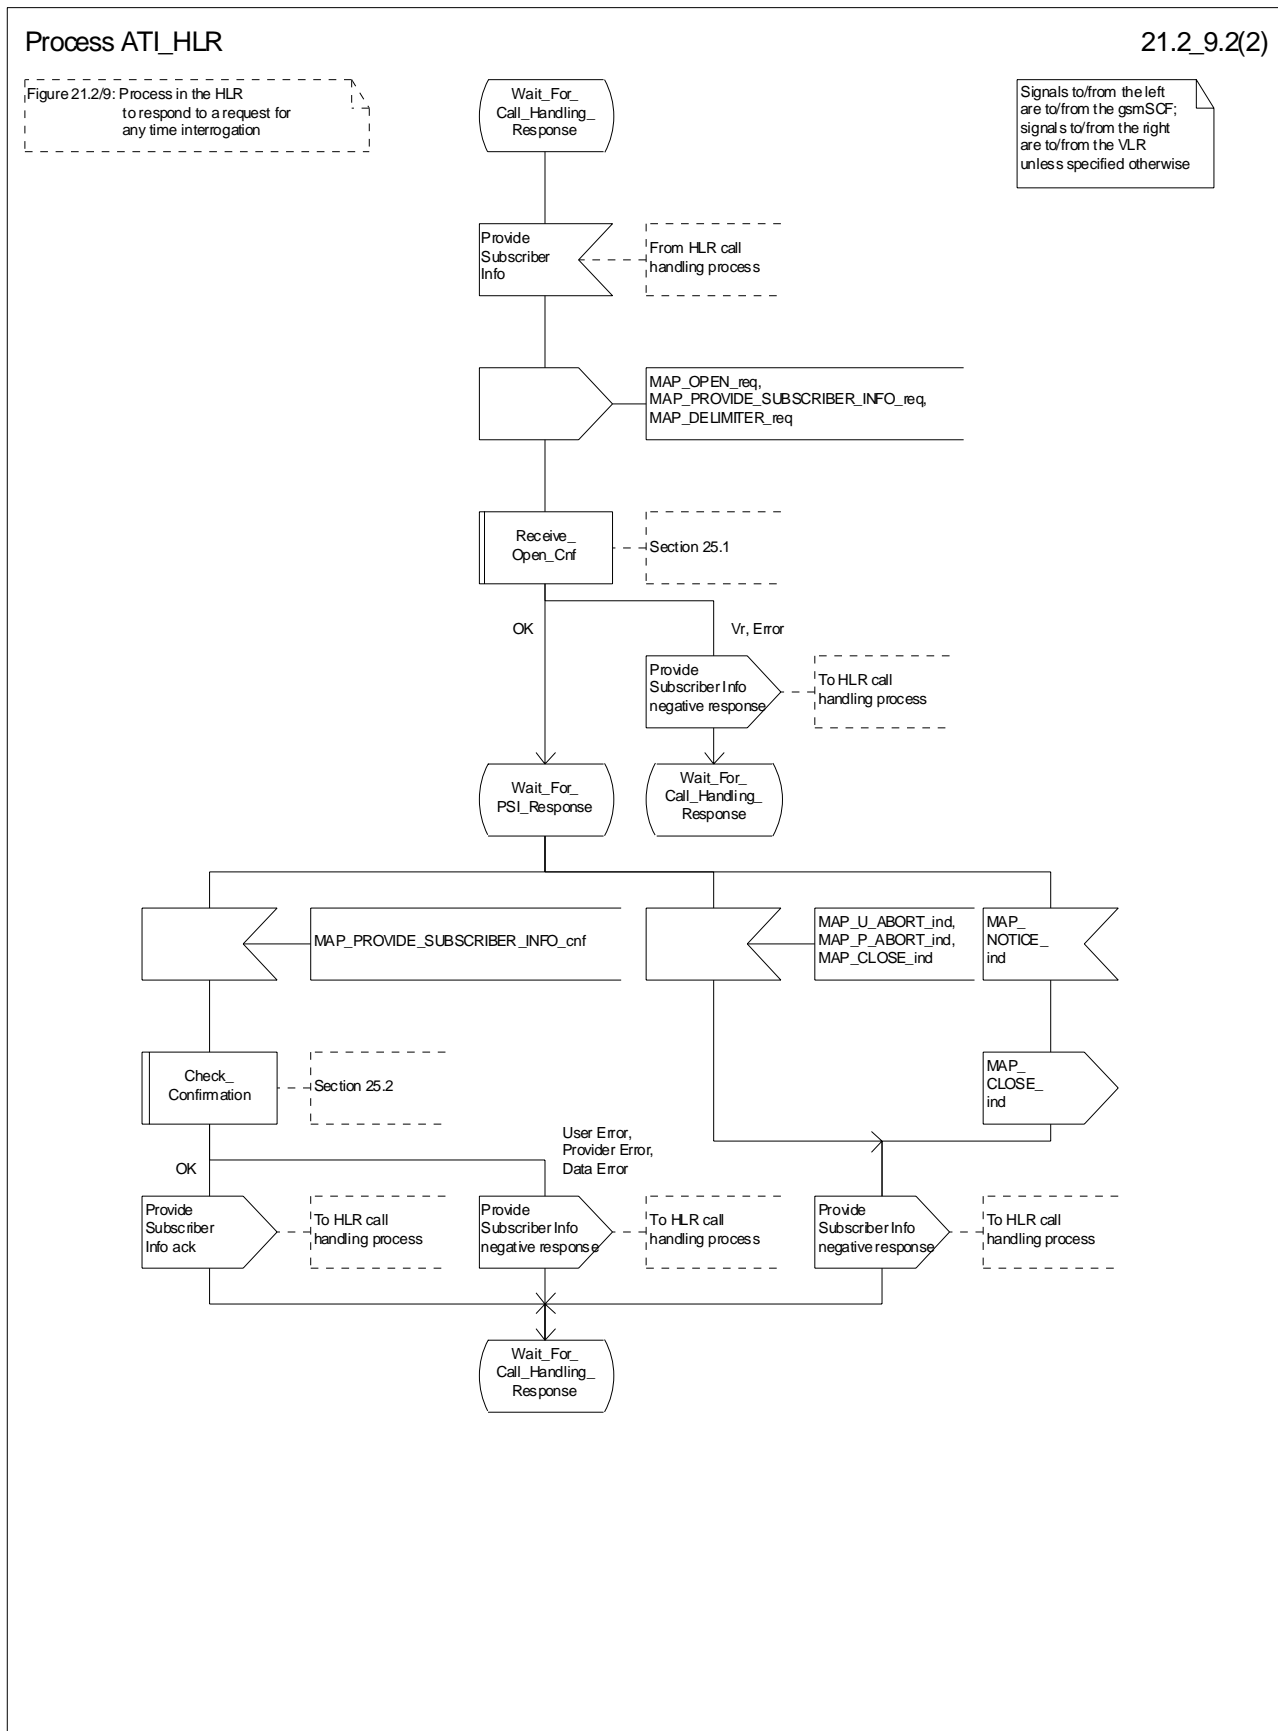 Process ATI_HLR
21.2_9.2(2)
Figure 21.2/9: Process in the HLR
to respond to a request for
any time interrogation
Wait_For_
Call_Handling_
Response
Signals to/from the left
are to/from the gsmSCF;
signals to/from the right
are to/from the VLR
unless specified otherwise
Provide
Subscriber
Info
From HLR call
handling process
MAP_OPEN_req,
MAP_PROVIDE_SUBSCRIBER_INFO_req,
MAP_DELIMITER_req
Receive_
Open_Cnf
Section 25.1
OK
Vr, Error
Provide
Subscriber Info
negative response
To HLR call
handling process
Wait_For_
PSI_Response
Wait_For_
Call_Handling_
Response
MAP_PROVIDE_SUBSCRIBER_INFO_cnf
MAP_U_ABORT_ind,
MAP_P_ABORT_ind,
MAP_CLOSE_ind
MAP_
NOTICE_
ind
Check_
Confirmation
Section 25.2
MAP_
CLOSE_
ind
OK
User Error,
Provider Error,
Data Error
Provide
Subscriber
Info ack
To HLR call
handling process
Provide
Subscriber Info
negative response
To HLR call
handling process
Provide
Subscriber Info
negative response
To HLR call
handling process
Wait_For_
Call_Handling_
Response